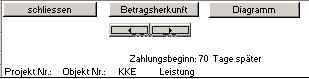 schliessen Betragsherkunft Diagramm
Zahlungsbeginn: 70 Tage später
Projekt Nr.: Objekt Nr.: KKE Leistung